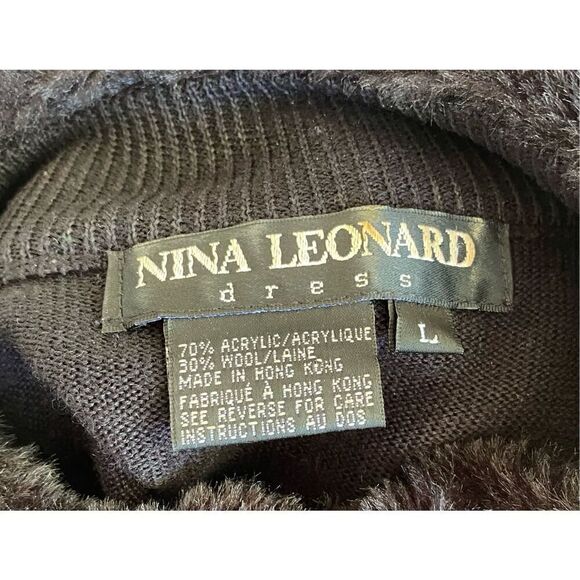 NINA LEONARD
dress
L
70% ACRYLIC/ACRYLIQUE
30% WOOL/LAINE
MADE IN HONG KONG
FABRIQUÉ À HONG KONG
SEE REVERSE FOR CARE
INSTRUCTIONS AU DOS